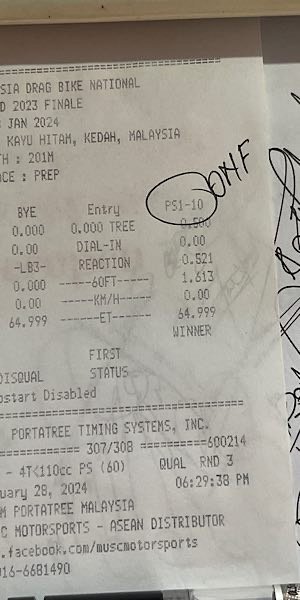 SIA DRAG BIKE NATIONAL
D 2023 FINALE
JAN 2024
KAYU HITAM, KEDAH, MALAYSIA
TH : 201M
ACE : PREP
BYE Entry PS1-10
0.000 0.000 TREE 0.500
0.00 DIAL-IN 0.00
-LB3- REACTION -0.521
0.000 -----60FT----- 1.613
0.00 -----KM/H----- 0.00
64.999 ------ET------ 64.999
WINNER
FIRST
DISQUAL STATUS
ostart Disabled
PORTATREE TIMING SYSTEMS, INC.
307/308 600214
- 4T<110cc PS (60) QUAL RND 3
uary 28, 2024 06:29:38 PM
M PORTATREE MALAYSIA
C MOTORSPORTS - ASEAN DISTRIBUTOR
.facebook.com/muscmotorsports
016-6681490